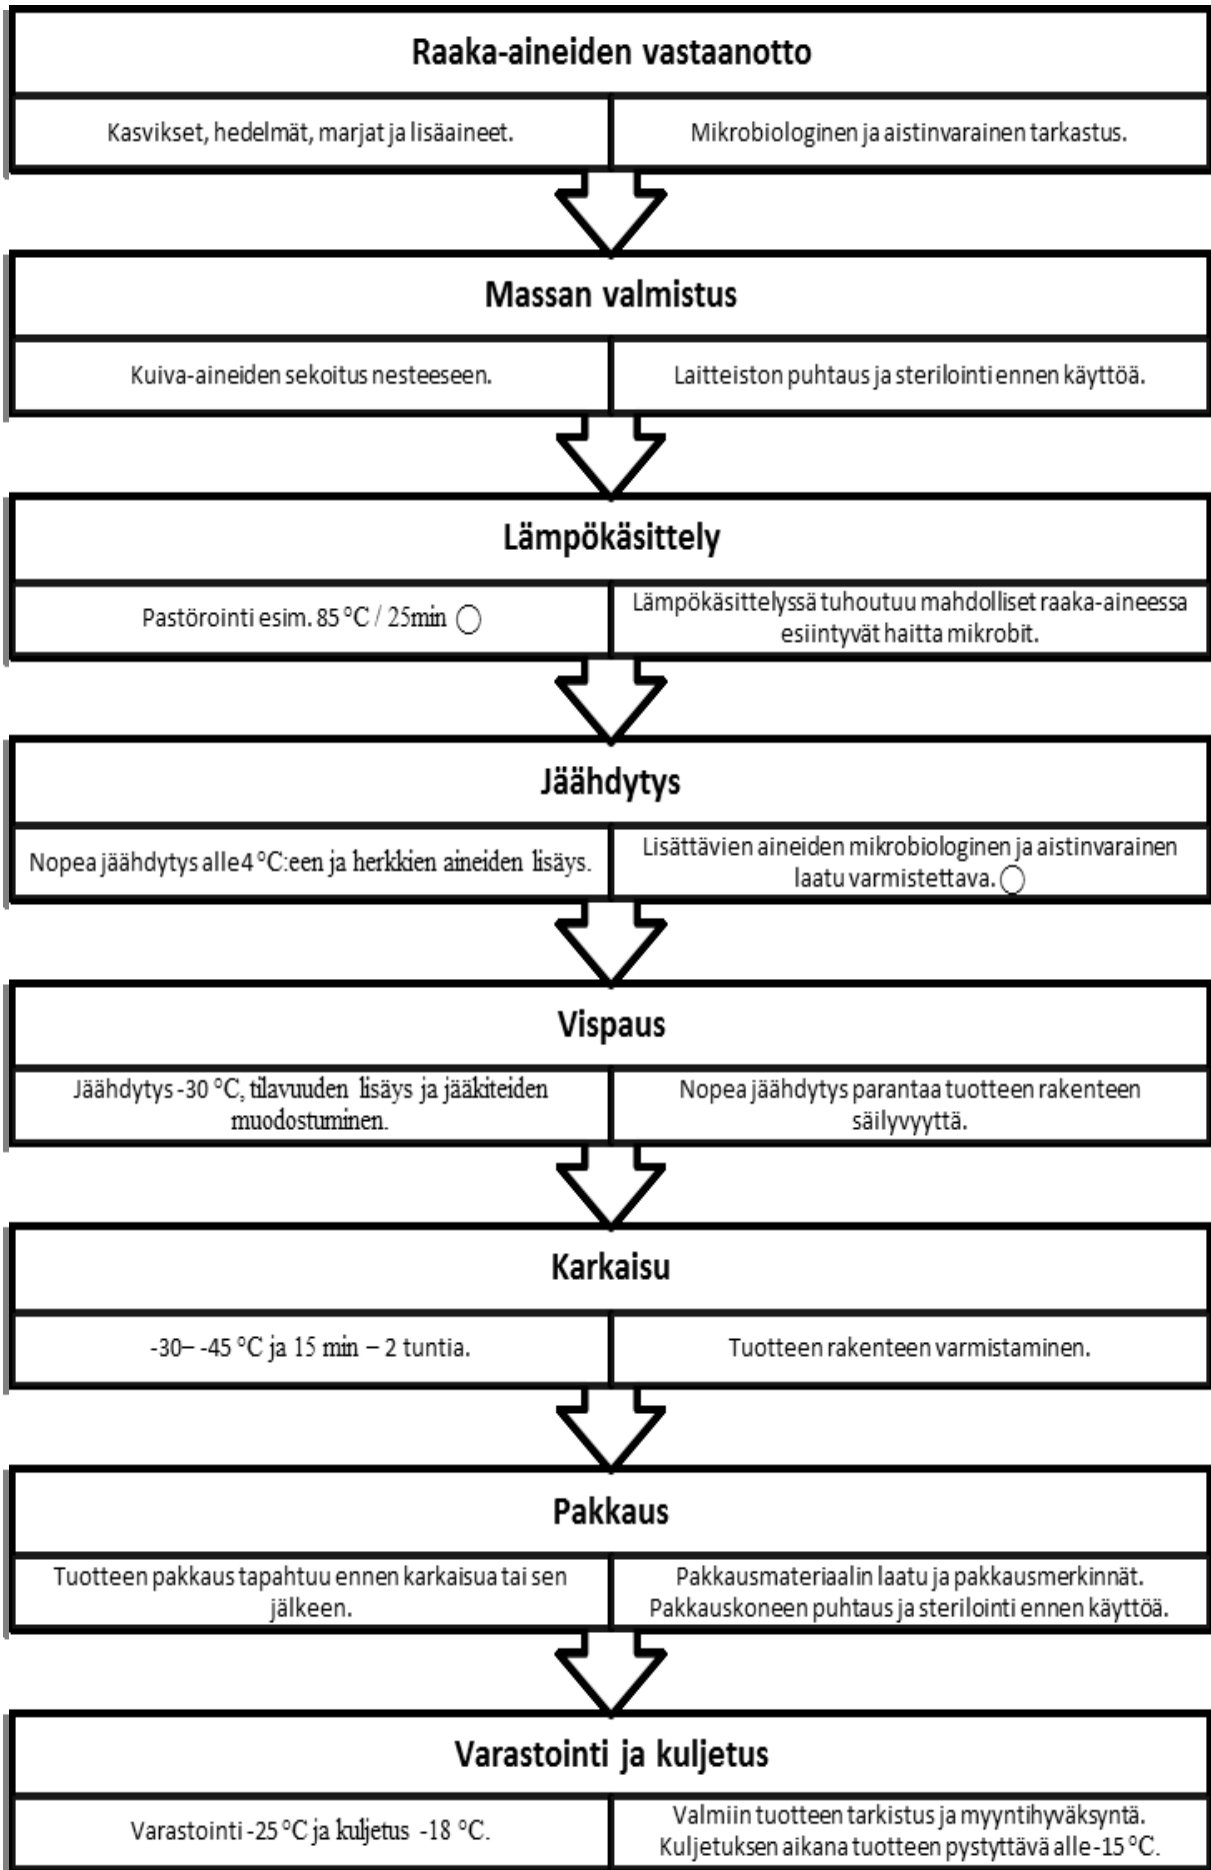 Raaka-aineiden vastaanotto
Kasvikset, hedelmät, marjat ja lisäaineet.
Mikrobiologinen ja aistinvarainen tarkastus.
Massan valmistus
Kuiva-aineiden sekoitus nesteeseen.
Laitteiston puhtaus ja sterilointi ennen käyttöä.
Lämpökäsittely
Pastörointi esim. 85 °C / 25min
Lämpökäsittelyssä tuhoutuu mahdolliset raaka-aineessa
esiintyvät haitta mikrobit.
Jäähdytys
Nopea jäähdytys alle 4 °C:een ja herkkien aineiden lisäys.
Lisättävien aineiden mikrobiologinen ja aistinvarainen
laatu varmistettava.
Vispaus
Jäähdytys -30 °C, tilavuuden lisäys ja jääkiteiden
muodostuminen.
Nopea jäähdytys parantaa tuotteen rakenteen
säilyvyyttä.
Karkaisu
-30– -45 °C ja 15 min – 2 tuntia.
Tuotteen rakenteen varmistaminen.
Pakkaus
Tuotteen pakkaus tapahtuu ennen karkaisua tai sen
jälkeen.
Pakkausmateriaalin laatu ja pakkausmerkinnät.
Pakkauskoneen puhtaus ja sterilointi ennen käyttöä.
Varastointi ja kuljetus
Varastointi -25 °C ja kuljetus -18 °C.
Valmiin tuotteen tarkistus ja myyntihyväksyntä.
Kuljetuksen aikana tuotteen pystyttävä alle -15 °C.